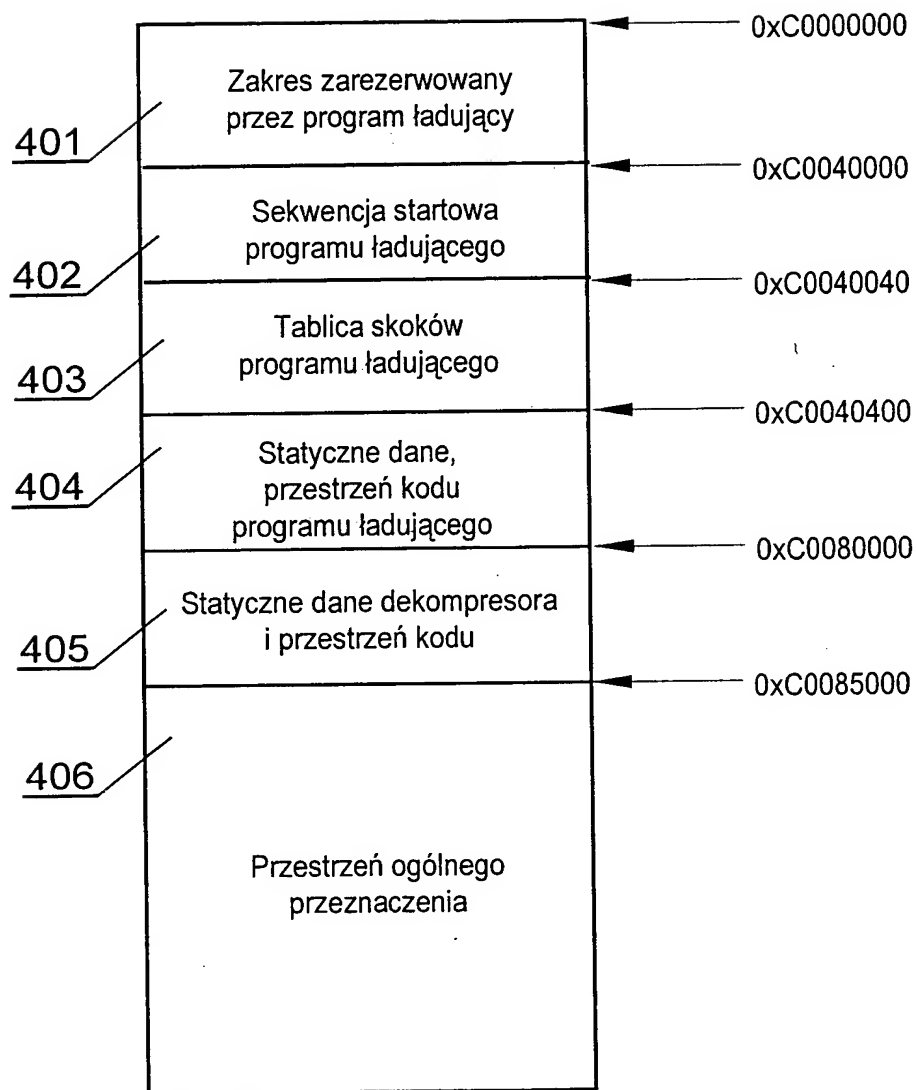 0xC0000000
Zakres zarezerwowany
przez program ładujący
401
0xC0040000
Sekwencja startowa
programu ładującego
402
0xC0040040
Tablica skoków
programu ładującego
403
0xC0040400
Statyczne dane,
przestrzeń kodu
programu ładującego
404
0xC0080000
Statyczne dane dekompresora
i przestrzeń kodu
405
0xC0085000
406
Przestrzeń ogólnego
przeznaczenia